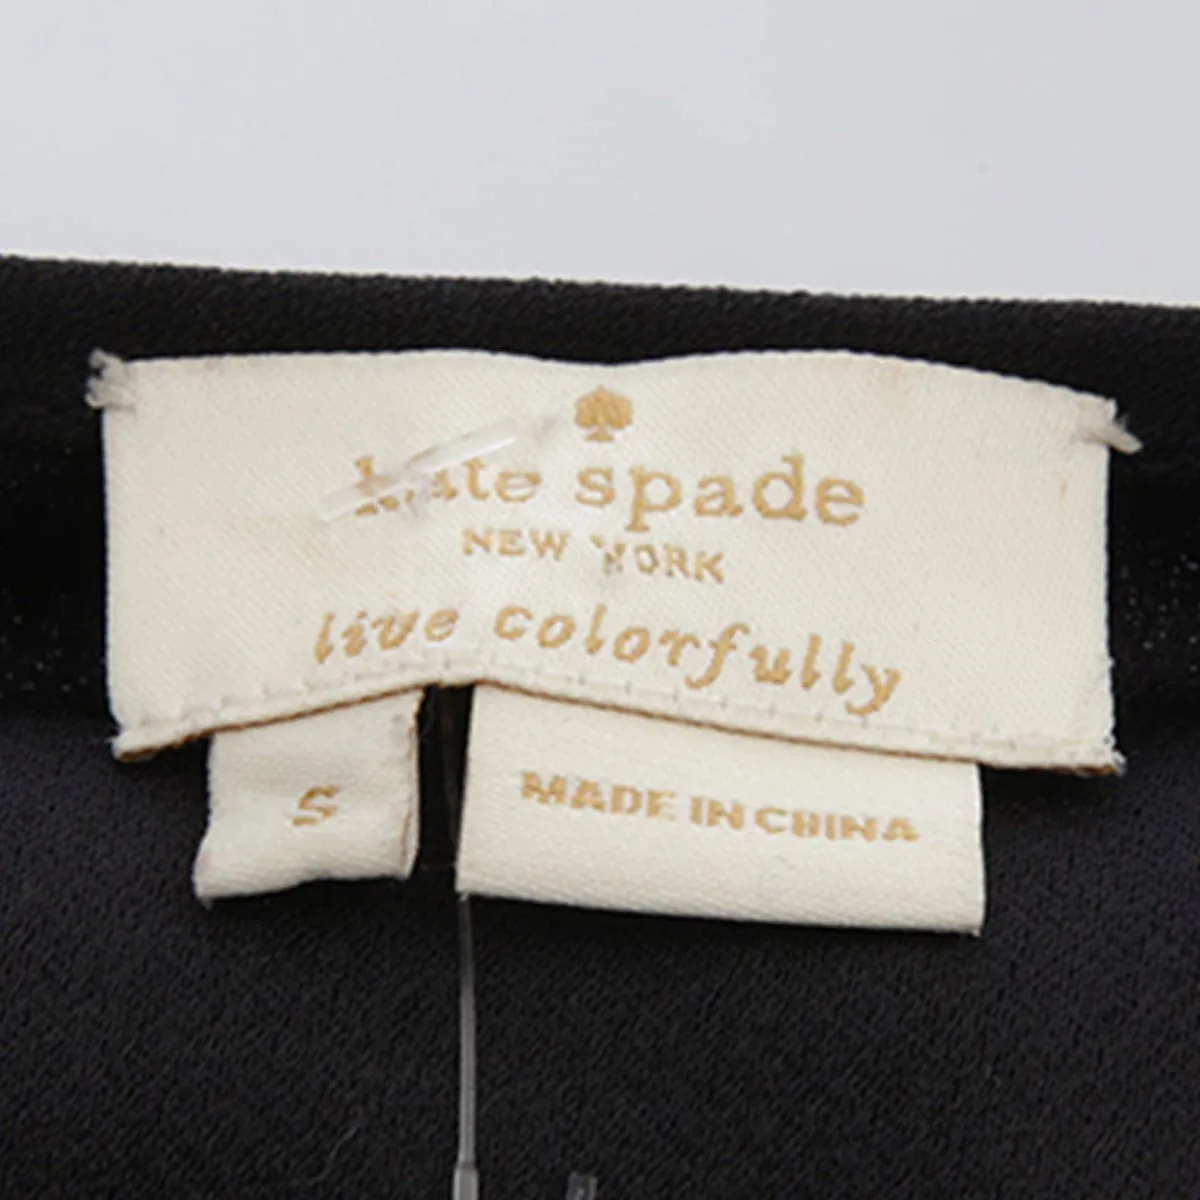 kate spade
NEW YORK
live colorfully
S
MADE IN CHINA